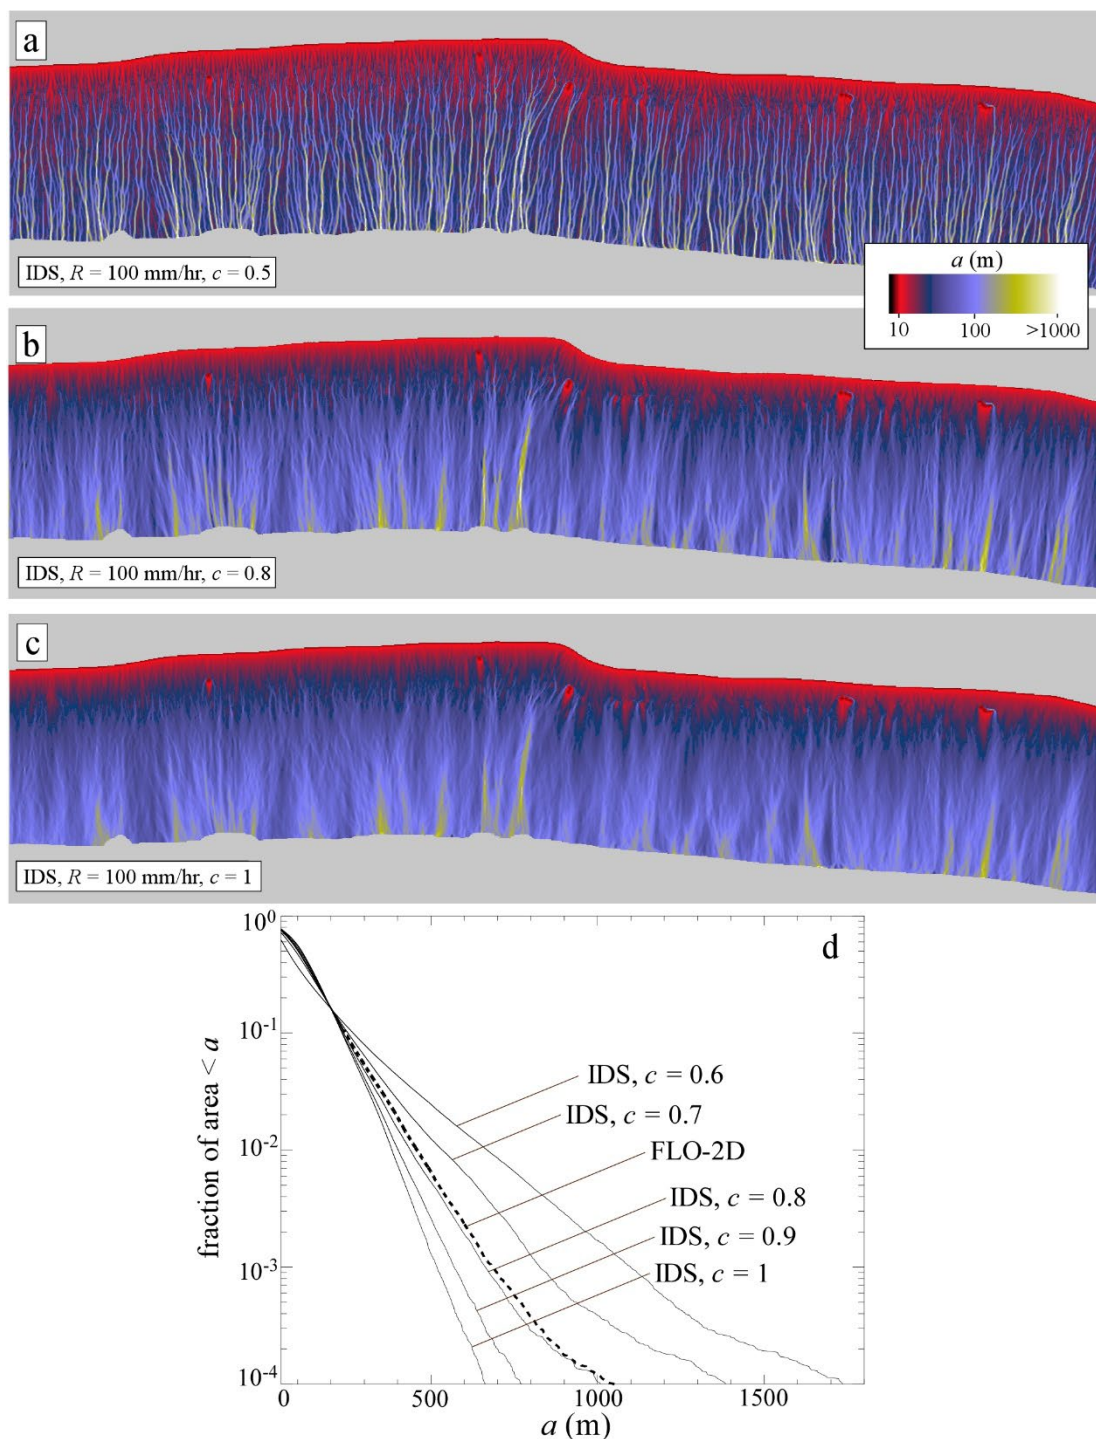 a
IDS, R = 100 mm/hr, c = 0.5
a (m)
10 100 >1000
b
IDS, R = 100 mm/hr, c = 0.8
c
IDS, R = 100 mm/hr, c = 1
d
fraction of area < a
10⁰
10⁻¹
10⁻²
10⁻³
10⁻⁴
IDS, c = 0.6
IDS, c = 0.7
FLO-2D
IDS, c = 0.8
IDS, c = 0.9
IDS, c = 1
0 500 1000 1500
a (m)